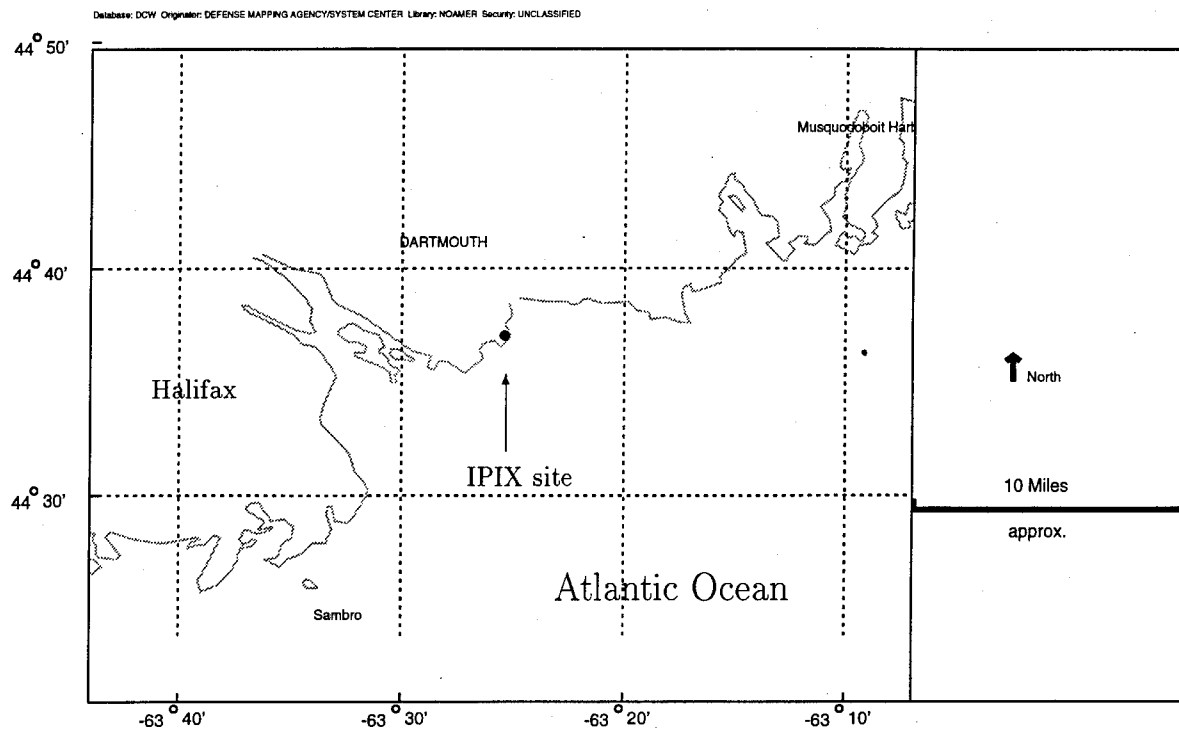 Database: DCW Originator: DEFENSE MAPPING AGENCY/SYSTEM CENTER Library: NOAMER Security: UNCLASSIFIED
44° 50'
Musquodoboit Harb
DARTMOUTH
44° 40'
North
Halifax
IPIX site
10 Miles
44° 30'
approx.
Atlantic Ocean
Sambro
-63° 40'
-63° 30'
-63° 20'
-63° 10'